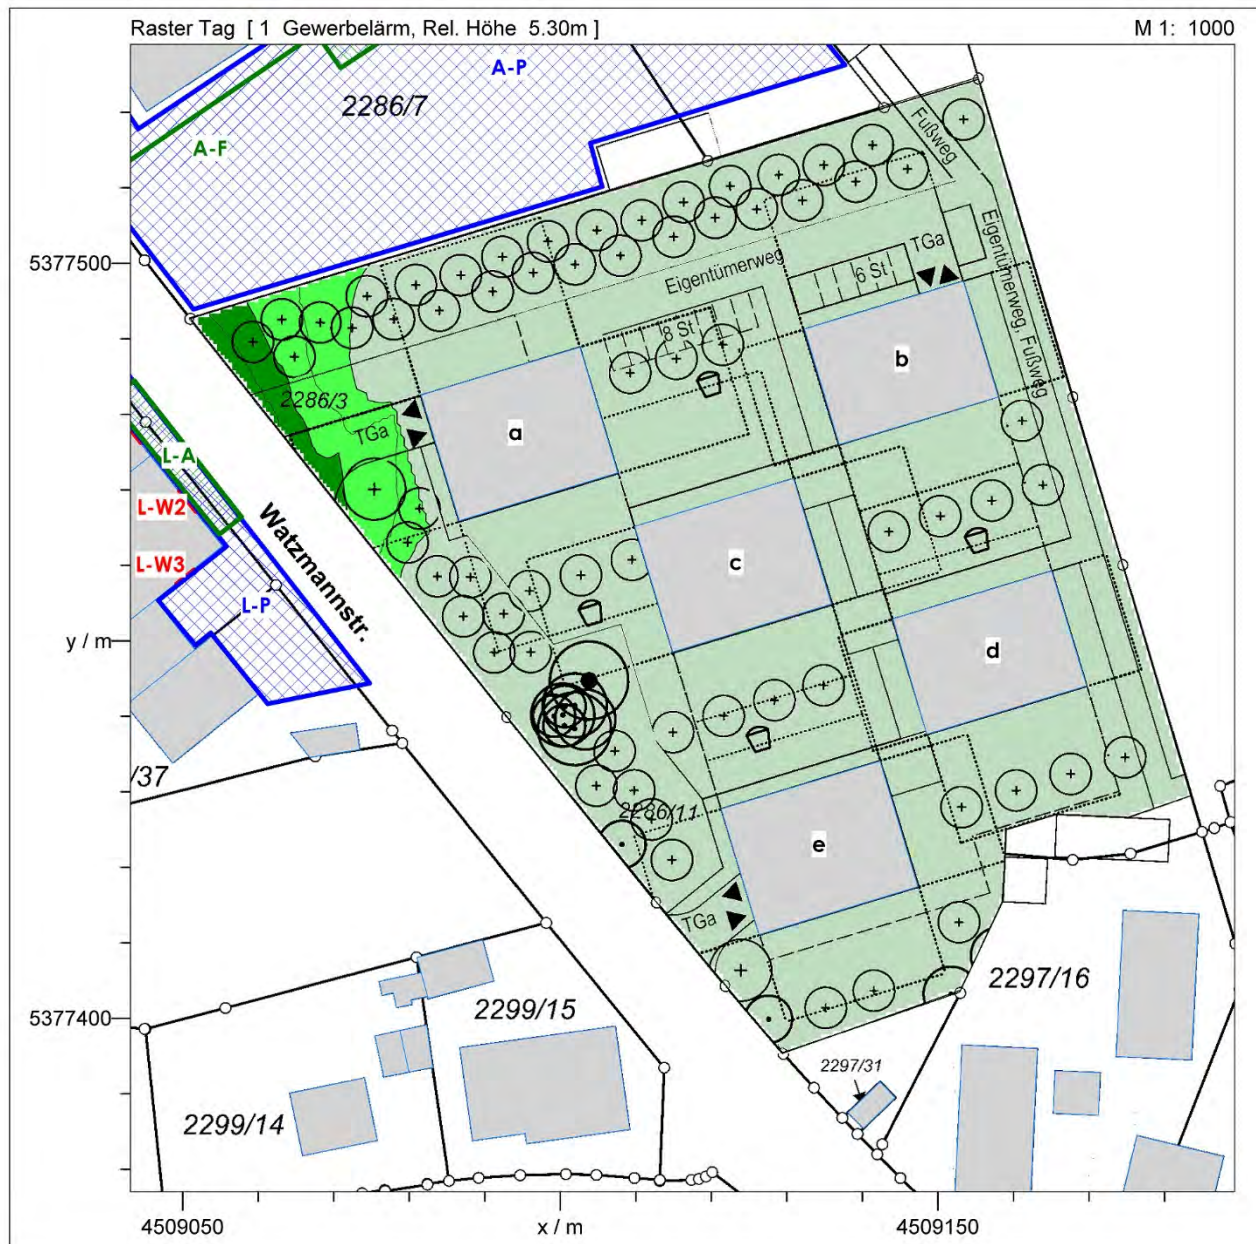 Raster Tag [ 1 Gewerbelärm, Rel. Höhe 5.30m ]
M 1: 1000
A-P
2286/7
A-F
Fußweg
Eigentümerweg, Fußweg
TGa
Eigentümerweg
6 St
5377500
8 St
b
2286/3
a
TGa
L-A
L-W2
Watzmannstr.
L-W3
c
L-P
y / m
d
/37
2286/11
e
TGa
2297/16
2299/15
5377400
2297/31
2299/14
4509050
x / m
4509150